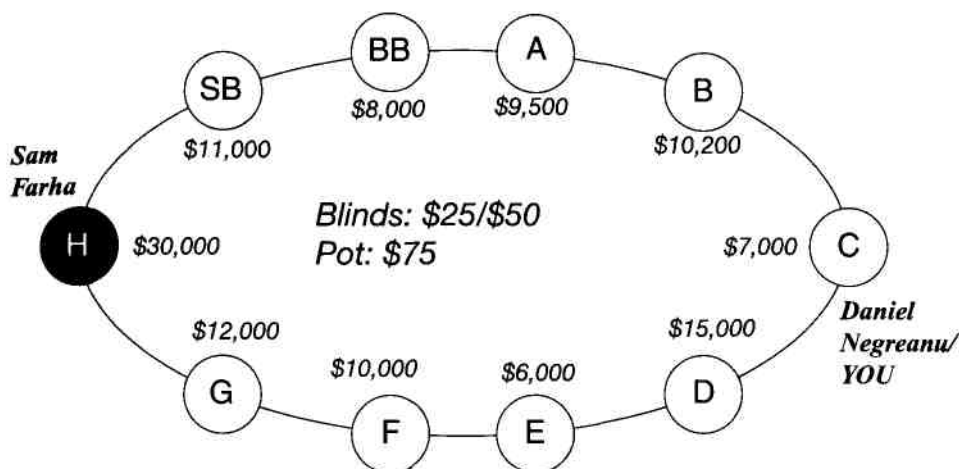 BB
A
SB
B
$8,000
$9,500
$11,000
$10,200
Sam
Farha
Blinds: $25/$50
Pot: $75
H
$30,000
$7,000
C
$12,000
$10,000
$6,000
$15,000
Daniel
Negreanu/
YOU
G
F
E
D